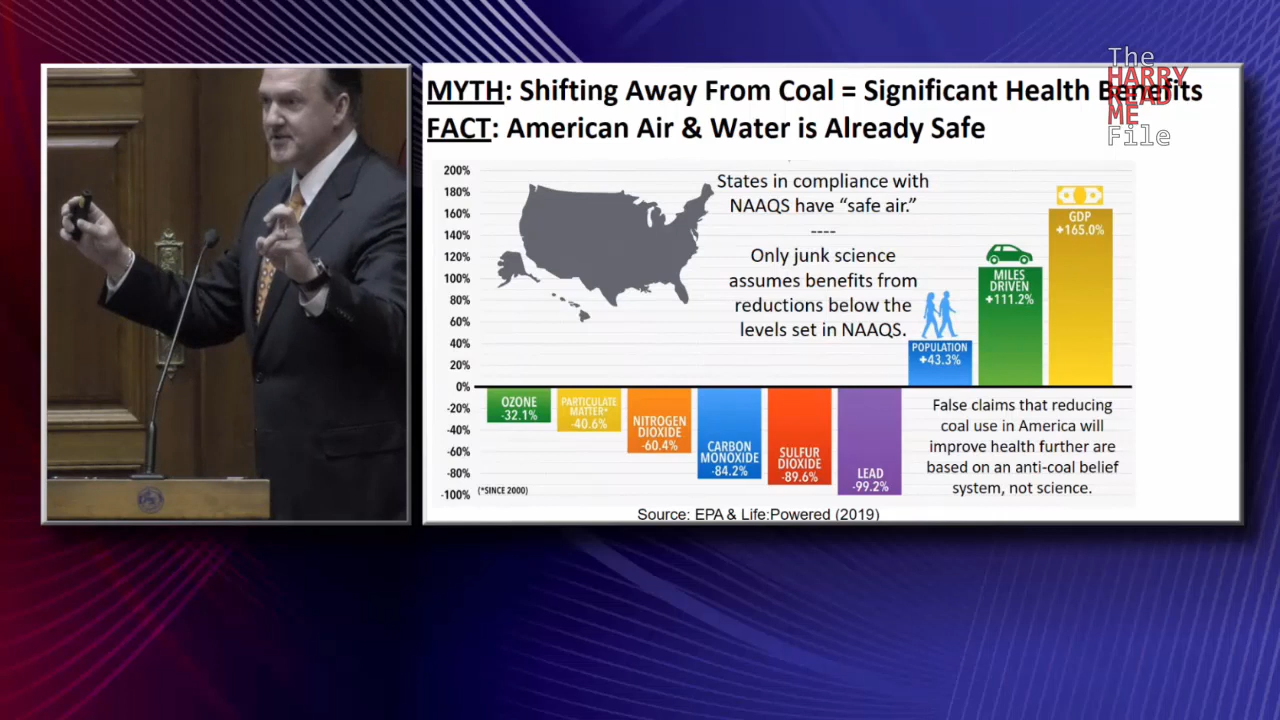 The
HARRY
READ
ME
File
MYTH: Shifting Away From Coal = Significant Health Benefits
FACT: American Air & Water is Already Safe
200%
180%
160%
140%
120%
100%
80%
60%
40%
20%
0%
-20%
-40%
-60%
-80%
-100%
States in compliance with
NAAQS have “safe air.”
----
Only junk science
assumes benefits from
reductions below the
levels set in NAAQS.
OZONE
-32.1%
PARTICULATE
MATTER*
-40.6%
NITROGEN
DIOXIDE
-60.4%
CARBON
MONOXIDE
-84.2%
SULFUR
DIOXIDE
-89.6%
LEAD
-99.2%
POPULATION
+43.3%
MILES
DRIVEN
+111.2%
GDP
+165.0%
(*SINCE 2000)
False claims that reducing
coal use in America will
improve health further are
based on an anti-coal belief
system, not science.
Source: EPA & Life:Powered (2019)